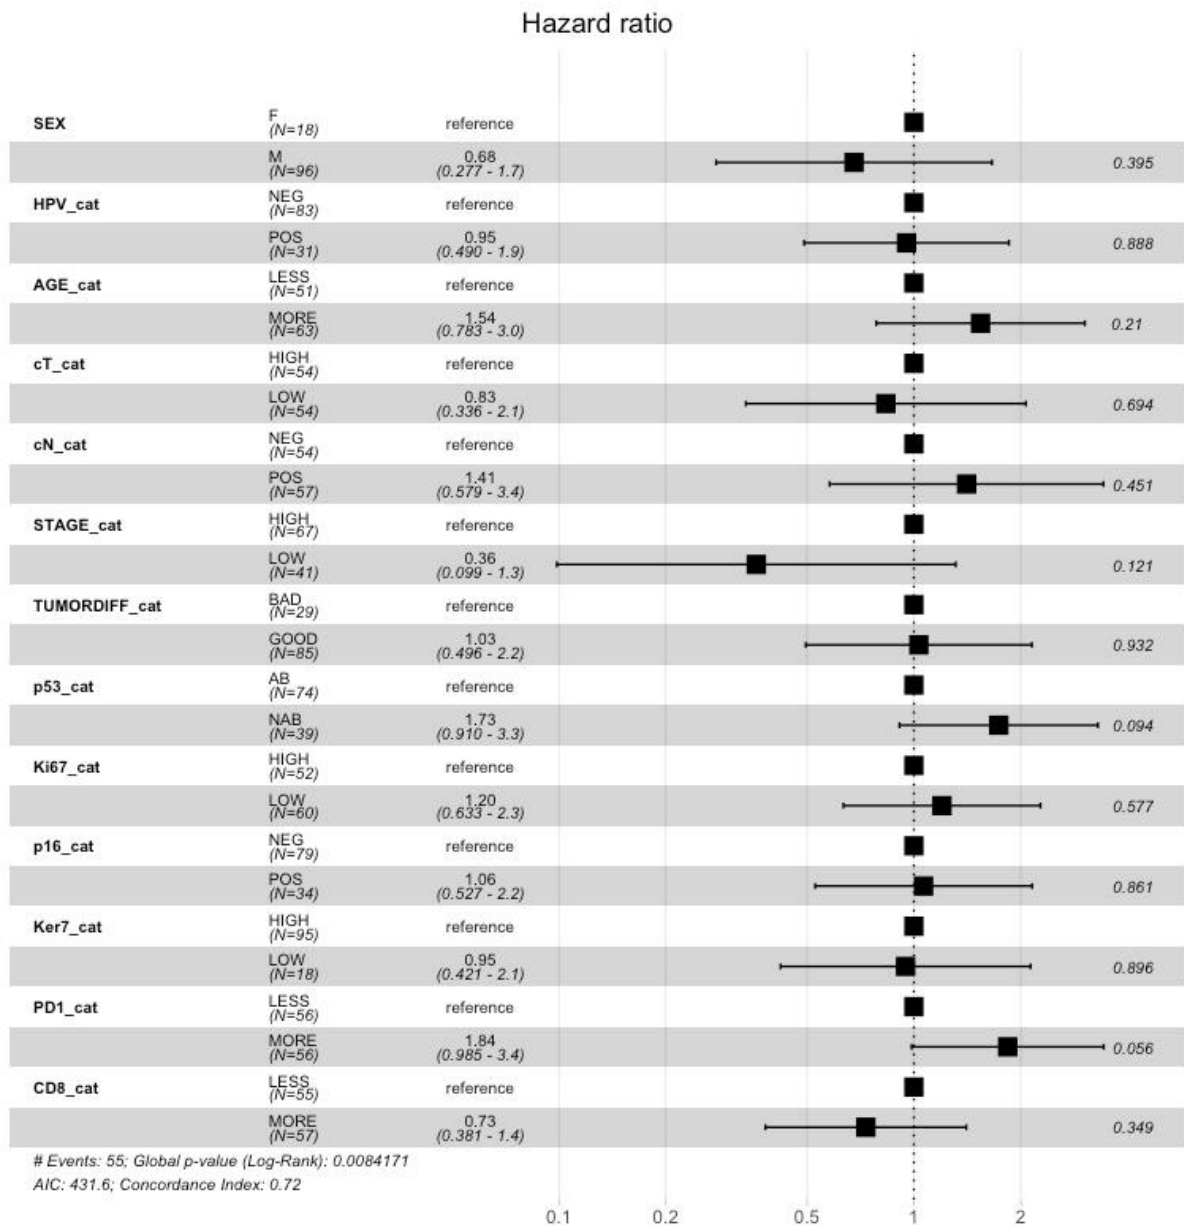 Hazard ratio
SEX F reference
(N=18)
M 0.68 0.395
(N=96) (0.277 - 1.7)
HPV_cat NEG reference
(N=83)
POS 0.95 0.888
(N=31) (0.490 - 1.9)
AGE_cat LESS reference
(N=51)
MORE 1.54 0.21
(N=63) (0.783 - 3.0)
cT_cat HIGH reference
(N=54)
LOW 0.83 0.694
(N=54) (0.336 - 2.1)
cN_cat NEG reference
(N=54)
POS 1.41 0.451
(N=57) (0.579 - 3.4)
STAGE_cat HIGH reference
(N=67)
LOW 0.36 0.121
(N=41) (0.099 - 1.3)
TUMORDIFF_cat BAD reference
(N=29)
GOOD 1.03 0.932
(N=85) (0.496 - 2.2)
p53_cat AB reference
(N=74)
NAB 1.73 0.094
(N=39) (0.910 - 3.3)
Ki67_cat HIGH reference
(N=52)
LOW 1.20 0.577
(N=60) (0.633 - 2.3)
p16_cat NEG reference
(N=79)
POS 1.06 0.861
(N=34) (0.527 - 2.2)
Ker7_cat HIGH reference
(N=95)
LOW 0.95 0.896
(N=18) (0.421 - 2.1)
PD1_cat LESS reference
(N=56)
MORE 1.84 0.056
(N=56) (0.985 - 3.4)
CD8_cat LESS reference
(N=55)
MORE 0.73 0.349
(N=57) (0.381 - 1.4)
# Events: 55; Global p-value (Log-Rank): 0.0084171
AIC: 431.6; Concordance Index: 0.72
0.1 0.2 0.5 1 2